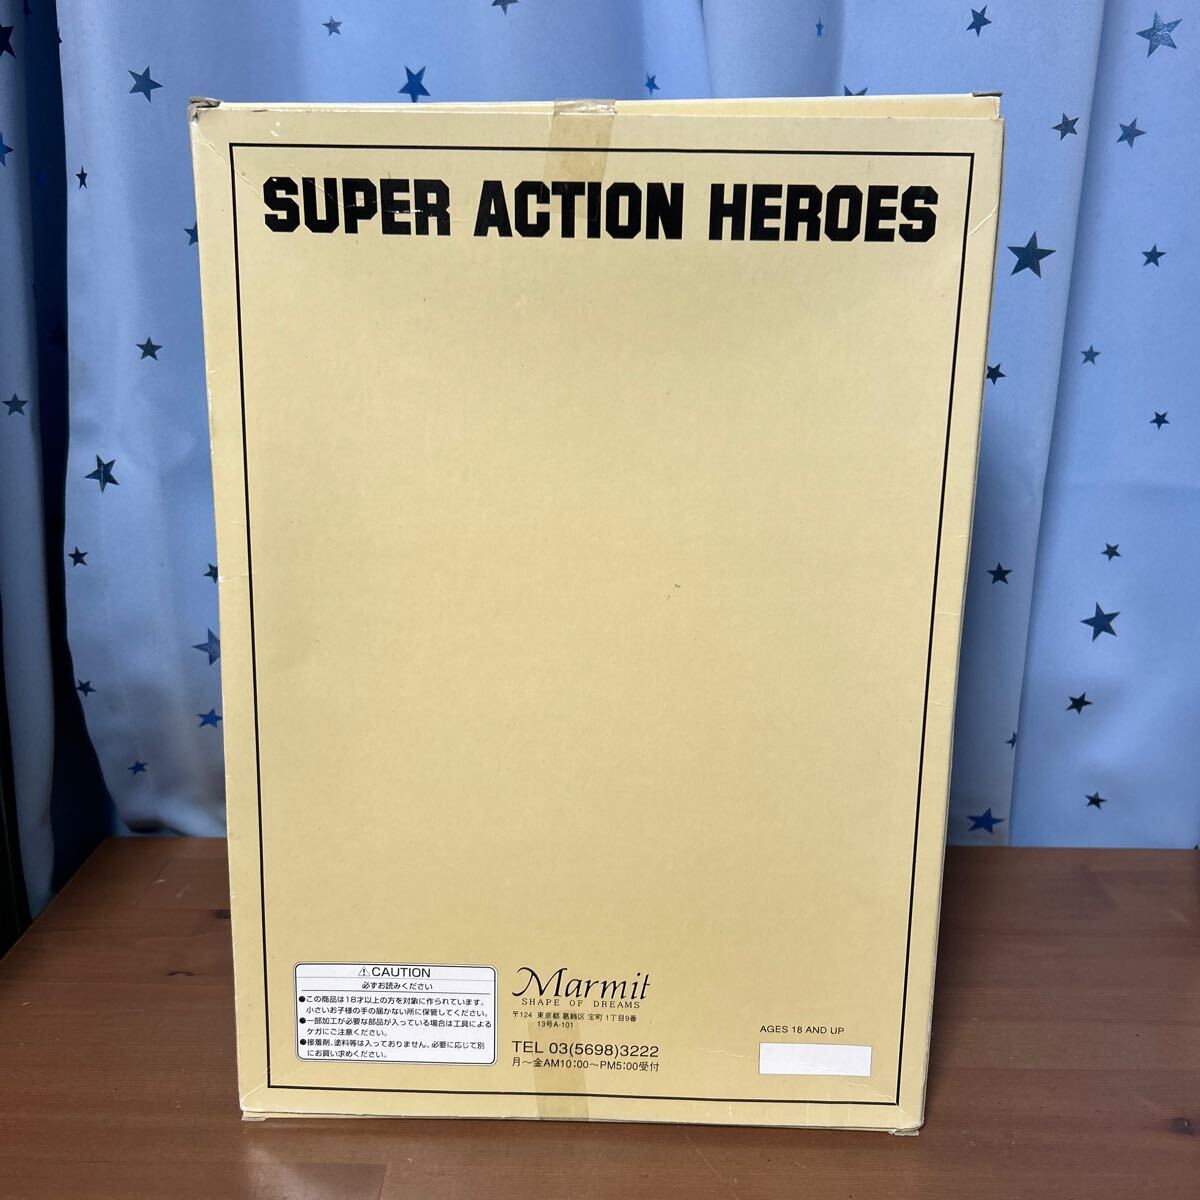 SUPER ACTION HEROES
⚠CAUTION
必ずお読みください
●この商品は18才以上の方を対象に作られています。
小さいお子様の手の届かない所に保管してください。
●一部加工が必要な部品が入っている場合は工具による
ケガにご注意ください。
●接着剤、塗料等は入っておりません。必要に応じて別
にお買い求めください。
Marmit
SHAPE OF DREAMS
〒124 東京都 葛飾区 宝町 1丁目9番
13号A-101
TEL 03(5698)3222
月〜金AM10:00〜PM5:00受付
AGES 18 AND UP